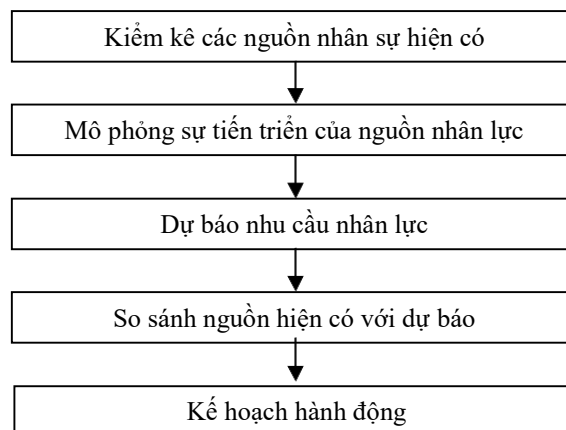 Kiểm kê các nguồn nhân sự hiện có
Mô phỏng sự tiến triển của nguồn nhân lực
Dự báo nhu cầu nhân lực
So sánh nguồn hiện có với dự báo
Kế hoạch hành động